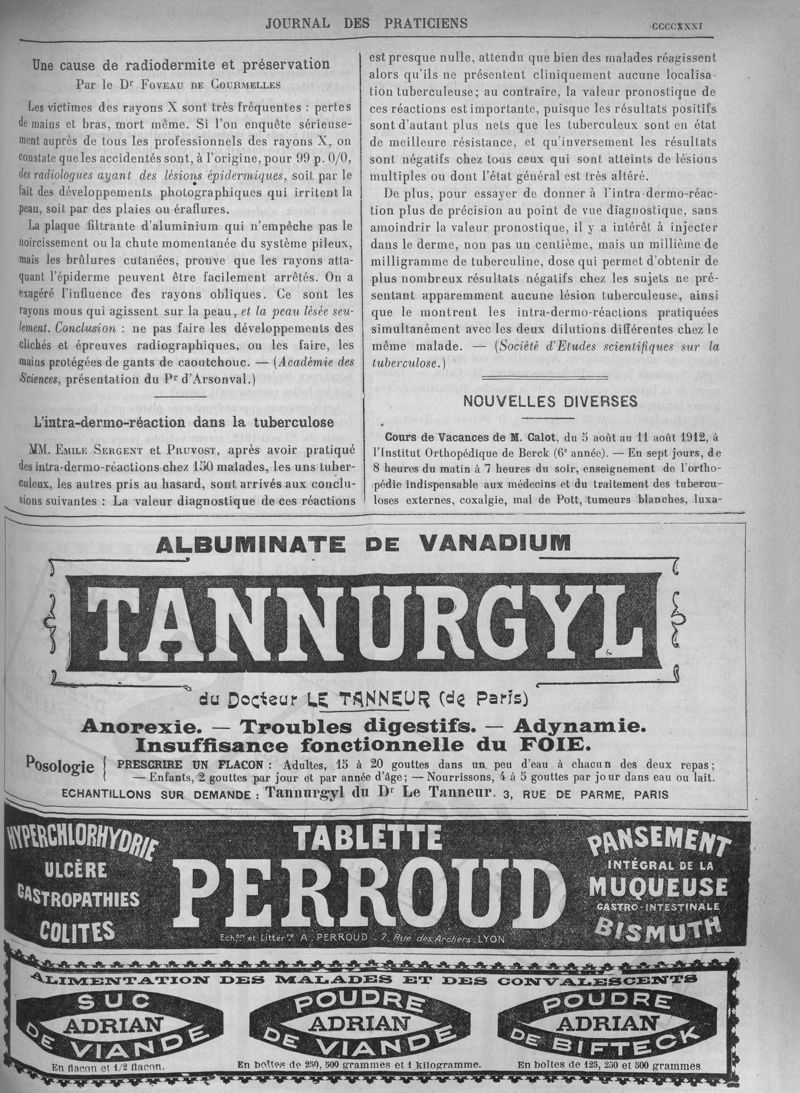 JOURNAL DES PRATICIENS
CCCCXXXI
Une cause de radiodermite et préservation
Par le Dr FOVEAU DE COURMELLES
Les victimes des rayons X sont très fréquentes : pertes
de mains et bras, mort même. Si l'on enquête sérieuse-
ment auprès de tous les professionnels des rayons X, on
constate que les accidentés sont, à l'origine, pour 99 p. 0/0,
des radiologues ayant des lésions épidermiques, soit par le
fait des développements photographiques qui irritent la
peau, soit par des plaies ou éraflures.
La plaque filtrante d'aluminium qui n'empêche pas le
noircissement ou la chute momentanée du système pileux,
mais les brûlures cutanées, prouve que les rayons atta-
quant l'épiderme peuvent être facilement arrêtés. On a
exagéré l'influence des rayons obliques. Ce sont les
rayons mous qui agissent sur la peau, et la peau lésée seu-
lement. Conclusion : ne pas faire les développements des
clichés et épreuves radiographiques, ou les faire, les
mains protégées de gants de caoutchouc. — (Académie des
Sciences, présentation du Pr d'Arsonval.)
L'intra-dermo-réaction dans la tuberculose
MM. EMILE SERGENT et PRUVOST, après avoir pratiqué
des intra-dermo-réactions chez 150 malades, les uns tuber-
culeux, les autres pris au hasard, sont arrivés aux conclu-
sions suivantes : La valeur diagnostique de ces réactions
est presque nulle, attendu que bien des malades réagissent
alors qu'ils ne présentent cliniquement aucune localisa-
tion tuberculeuse ; au contraire, la valeur pronostique de
ces réactions est importante, puisque les résultats positifs
sont d'autant plus nets que les tuberculeux sont en état
de meilleure résistance, et qu'inversement les résultats
sont négatifs chez tous ceux qui sont atteints de lésions
multiples ou dont l'état général est très altéré.
De plus, pour essayer de donner à l'intra-dermo-réac-
tion plus de précision au point de vue diagnostique, sans
amoindrir la valeur pronostique, il y a intérêt à injecter
dans le derme, non pas un centième, mais un millième de
milligramme de tuberculine, dose qui permet d'obtenir de
plus nombreux résultats négatifs chez les sujets ne pré-
sentant apparemment aucune lésion tuberculeuse, ainsi
que le montrent les intra-dermo-réactions pratiquées
simultanément avec les deux dilutions différentes chez le
même malade. — (Société d'Etudes scientifiques sur la
tuberculose.)
NOUVELLES DIVERSES
Cours de Vacances de M. Calot, du 5 août au 11 août 1912, à
l'Institut Orthopédique de Berck (6e année). — En sept jours, de
8 heures du matin à 7 heures du soir, enseignement de l'ortho-
pédie indispensable aux médecins et du traitement des tubercu-
loses externes, coxalgie, mal de Pott, tumeurs blanches, luxa-
ALBUMINATE DE VANADIUM
TANNURGYL
du Docteur LE TANNEUR (de Paris)
Anorexie. — Troubles digestifs. — Adynamie.
Insuffisance fonctionnelle du FOIE.
Posologie { PRESCRIRE UN FLACON : Adultes, 15 à 20 gouttes dans un peu d'eau à chacun des deux repas ;
— Enfants, 2 gouttes par jour et par année d'âge ; — Nourrissons, 4 à 5 gouttes par jour dans eau ou lait.
ECHANTILLONS SUR DEMANDE : Tannurgyl du Dr Le Tanneur. 3, RUE DE PARME, PARIS
HYPERCHLORHYDRIE
ULCÈRE
GASTROPATHIES
COLITES
TABLETTE
PERROUD
Echon et Littérre A. PERROUD _ 7, Rue des Archers, LYON
PANSEMENT
INTÉGRAL DE LA
MUQUEUSE
GASTRO-INTESTINALE
BISMUTH
ALIMENTATION DES MALADES ET DES CONVALESCENTS
SUC
ADRIAN
DE VIANDE
En flacon et 1/2 flacon.
POUDRE
ADRIAN
DE VIANDE
En boîtes de 250, 500 grammes et 1 kilogramme.
POUDRE
ADRIAN
DE BIFTECK
En boîtes de 125, 250 et 500 grammes